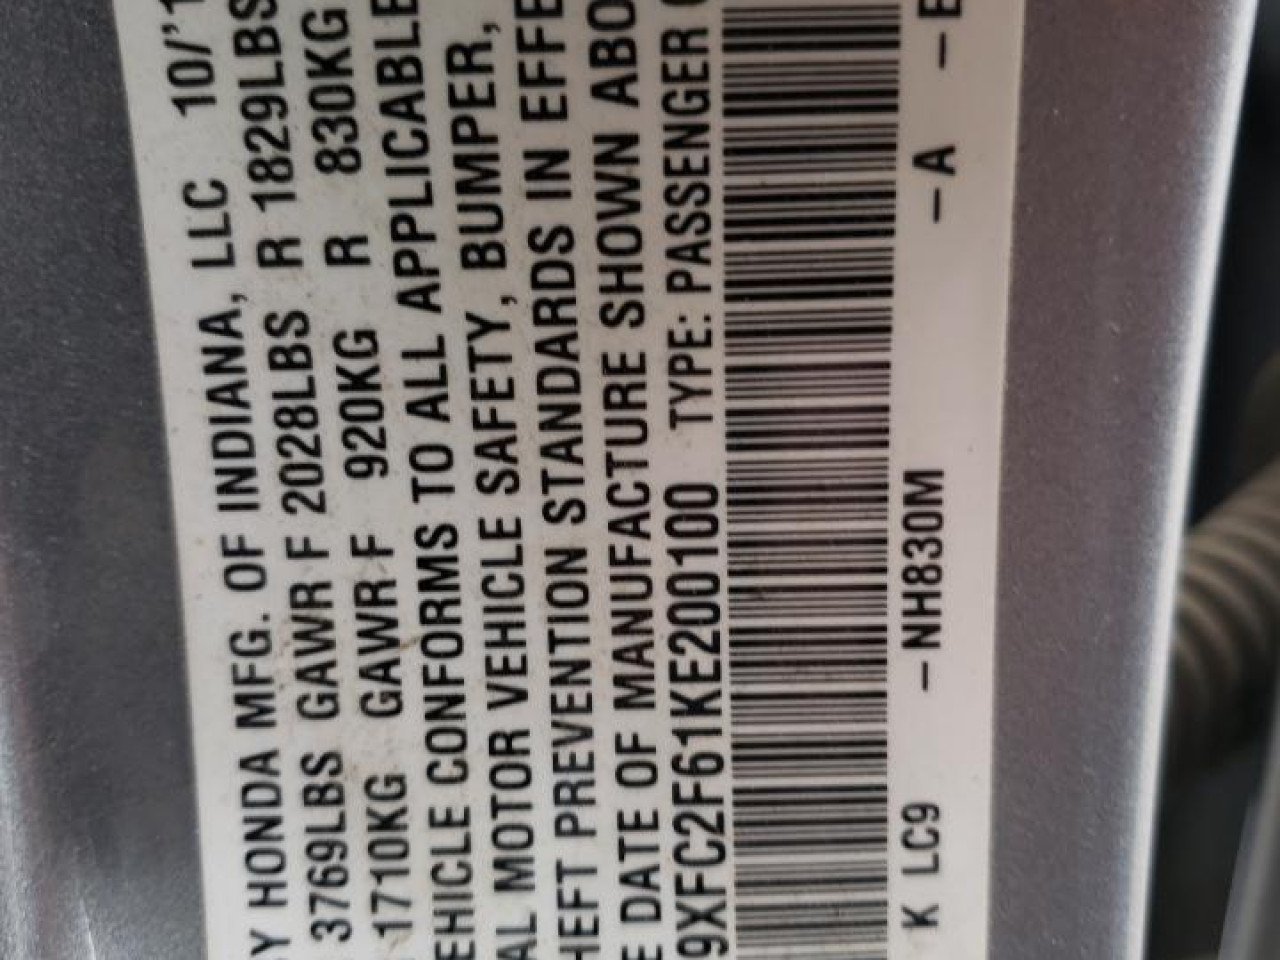 Y HONDA MFG. OF INDIANA, LLC 10/'1
3769LBS GAWR F 2028LBS R 1829LBS
1710KG GAWR F 920KG R 830KG
EHICLE CONFORMS TO ALL APPLICABLE
AL MOTOR VEHICLE SAFETY, BUMPER,
HEFT PREVENTION STANDARDS IN EFFE
E DATE OF MANUFACTURE SHOWN ABO
9XFC2F61KE200100 TYPE: PASSENGER
K LC9 –NH830M –A –E